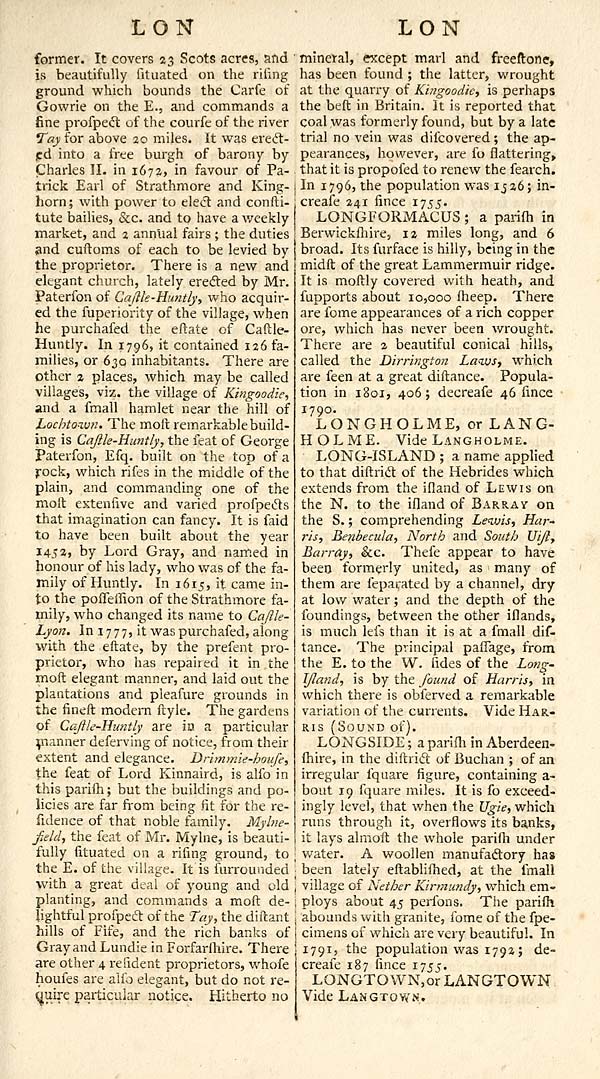 LON
former. It covers 23 Scots acres, and
is beautifully ſituated on the riſing
ground which bounds the Carſe of
Gowrie on the E., and commands a
fine proſpect of the courſe of the river
Tay for above 20 miles. It was erect-
ed into a free burgh of barony by
Charles II. in 1672, in favour of Pa-
trick Earl of Strathmore and King-
horn; with power to elect and conſti-
tute bailies, &c. and to have a weekly
market, and 2 annual fairs; the duties
and cuſtoms of each to be levied by
the proprietor. There is a new and
elegant church, lately erected by Mr.
Paterſon of Caſtle-Huntly, who acquir-
ed the ſuperiority of the village, when
he purchaſed the eſtate of Caſtle-
Huntly. In 1796, it contained 126 fa-
milies, or 630 inhabitants. There are
other 2 places, which may be called
villages, viz. the village of Kingoodie,
and a ſmall hamlet near the hill of
Lochtown. The moſt remarkable build-
ing is Caſtle-Huntly, the ſeat of George
Paterſon, Eſq. built on the top of a
rock, which riſes in the middle of the
plain, and commanding one of the
moſt extenſive and varied proſpects
that imagination can fancy. It is ſaid
to have been built about the year
1452, by Lord Gray, and named in
honour of his lady, who was of the fa-
mily of Huntly. In 1615, it came in-
to the poſſeſſion of the Strathmore fa-
mily, who changed its name to Caſtle-
Lyon. In 1777, it was purchaſed, along
with the eſtate, by the preſent pro-
prietor, who has repaired it in the
moſt elegant manner, and laid out the
plantations and pleaſure grounds in
the fineſt modern ſtyle. The gardens
of Caſtle-Huntly are in a particular
manner deſerving of notice, from their
extent and elegance. Drimmie-houſe,
the ſeat of Lord Kinnaird, is alſo in
this pariſh; but the buildings and po-
licies are far from being fit for the re-
ſidence of that noble family. Mylne-
field, the ſeat of Mr. Mylne, is beauti-
fully ſituated on a riſing ground, to
the E. of the village. It is ſurrounded
with a great deal of young and old
planting, and commands a moſt de-
lightful proſpect of the Tay, the diſtant
hills of Fife, and the rich banks of
Gray and Lundie in Forfarſhire. There
are other 4 reſident proprietors, whoſe
houſes are alſo elegant, but do not re-
quire particular notice. Hitherto no
LON
mineral, except marl and freeſtone,
has been found; the latter, wrought
at the quarry of Kingoodie, is perhaps
the beſt in Britain. It is reported that
coal was formerly found, but by a late
trial no vein was diſcovered; the ap-
pearances, however, are ſo flattering,
that it is propoſed to renew the ſearch.
In 1796, the population was 1526; in-
creaſe 241 ſince 1755.
LONGFORMACUS; a pariſh in
Berwickſhire, 12 miles long, and 6
broad. Its ſurface is hilly, being in the
midſt of the great Lammermuir ridge.
It is moſtly covered with heath, and
ſupports about 10,000 ſheep. There
are ſome appearances of a rich copper
ore, which has never been wrought.
There are 2 beautiful conical hills,
called the Dirrington Laws, which
are ſeen at a great diſtance. Popula-
tion in 1801, 406; decreaſe 46 ſince
1790.
LONGHOLME, or LANG-
HOLME. Vide LANGHOLME.
LONG-ISLAND; a name applied
to that diſtrict of the Hebrides which
extends from the iſland of LEWIS on
the N. to the iſland of BARRAY on
the S.; comprehending Lewis, Har-
ris, Benbecula, North and South Uiſt,
Barray, &c. Theſe appear to have
been formerly united, as many of
them are ſeparated by a channel, dry
at low water; and the depth of the
ſoundings, between the other iſlands,
is much leſs than it is at a ſmall diſ-
tance. The principal paſſage, from
the E. to the W. ſides of the Long-
Iſland, is by the ſound of Harris, in
which there is obſerved a remarkable
variation of the currents. Vide HAR-
RIS (SOUND of).
LONGSIDE; a pariſh in Aberdeen-
ſhire, in the diſtrict of Buchan; of an
irregular ſquare figure, containing a-
bout 19 ſquare miles. It is ſo exceed-
ingly level, that when the Ugie, which
runs through it, overflows its banks,
it lays almoſt the whole pariſh under
water. A woollen manufactory has
been lately eſtabliſhed, at the ſmall
village of Nether Kirmundy, which em-
ploys about 45 perſons. The pariſh
abounds with granite, ſome of the ſpe-
cimens of which are very beautiful. In
1791, the population was 1792; de-
creaſe 187 ſince 1755.
LONGTOWN, or LANGTOWN
Vide LANGTOWN.